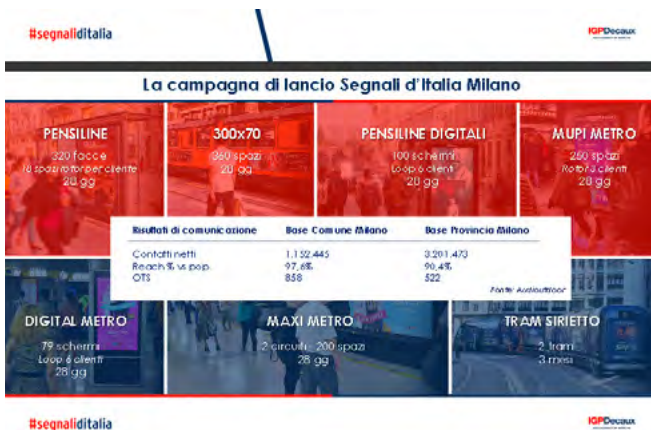 #segnaliditalia
IGPDecaux
La campagna di lancio Segnali d'Italia Milano
PENSILINE
320 facce
16 spazi rotor per cliente
28 gg
300x70
360 spazi
28 gg
PENSILINE DIGITALI
100 schermi
Loop 6 clienti
28 gg
MUPI METRO
260 spazi
Rotor 3 clienti
28 gg
Risultati di comunicazione Base Comune Milano Base Provincia Milano
Contatti netti 1.152.445 3.201.473
Reach % vs pop. 97,6% 90,4%
OTS 858 522
Fonte: Audioutdoor
DIGITAL METRO
79 schermi
Loop 6 clienti
28 gg
MAXI METRO
2 circuiti - 200 spazi
28 gg
TRAM SIRIETTO
2 tram
3 mesi
#segnaliditalia
IGPDecaux